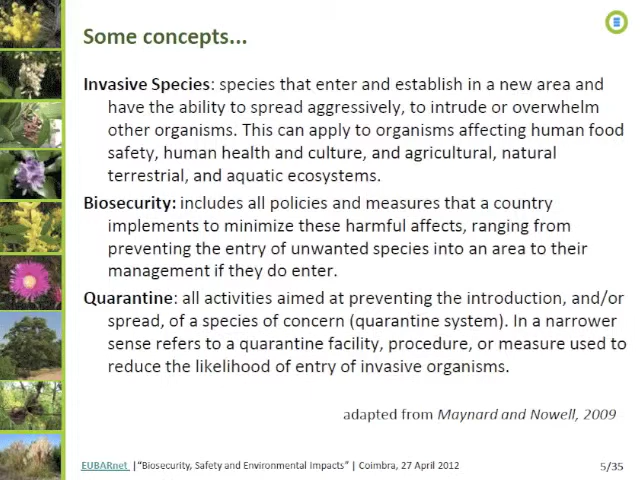 Some concepts...
Invasive Species: species that enter and establish in a new area and
have the ability to spread aggressively, to intrude or overwhelm
other organisms. This can apply to organisms affecting human food
safety, human health and culture, and agricultural, natural
terrestrial, and aquatic ecosystems.
Biosecurity: includes all policies and measures that a country
implements to minimize these harmful affects, ranging from
preventing the entry of unwanted species into an area to their
management if they do enter.
Quarantine: all activities aimed at preventing the introduction, and/or
spread, of a species of concern (quarantine system). In a narrower
sense refers to a quarantine facility, procedure, or measure used to
reduce the likelihood of entry of invasive organisms.
adapted from Maynard and Nowell, 2009
EUBARnet |"Biosecurity, Safety and Environmental Impacts" | Coimbra, 27 April 2012
5/35